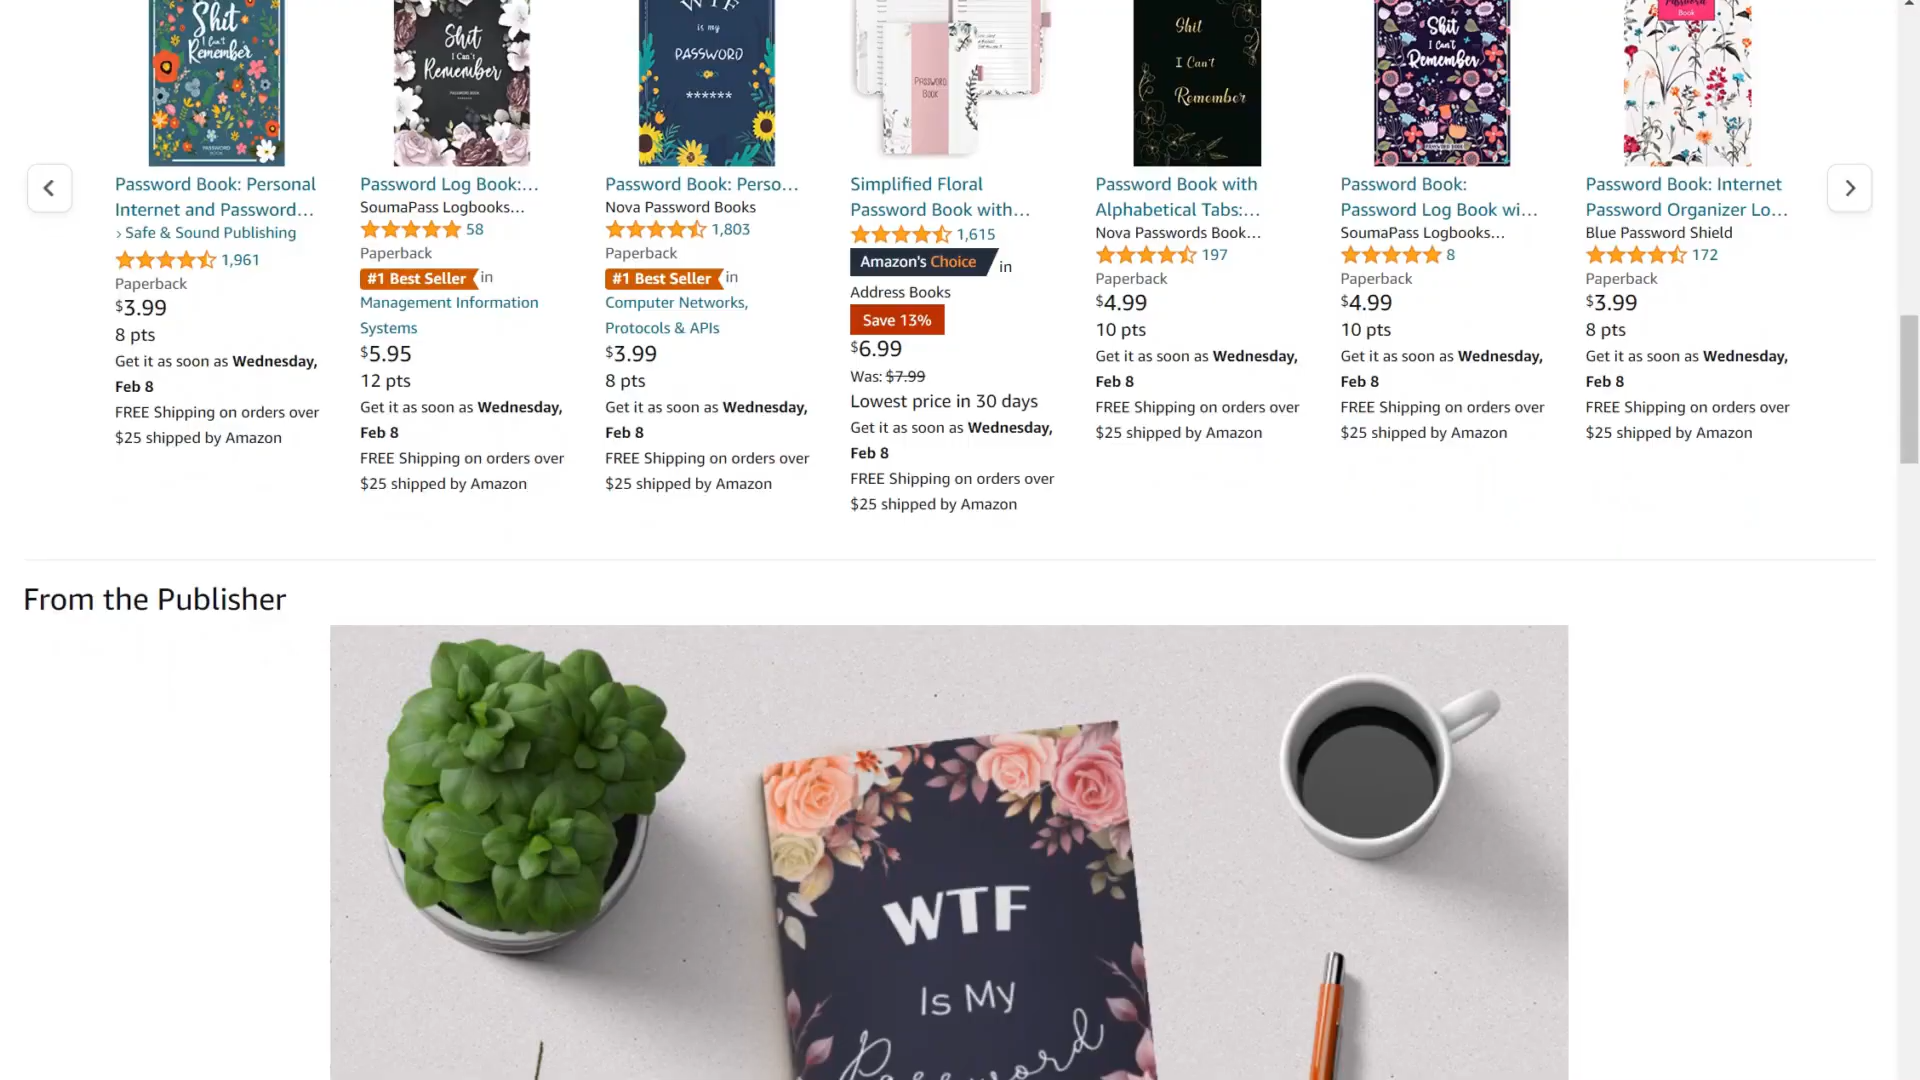 Shit
I Can't
Remember
PASSWORD
BOOK
Password Book: Personal
Internet and Password...
› Safe & Sound Publishing
1,961
Paperback
$3.99
8 pts
Get it as soon as Wednesday,
Feb 8
FREE Shipping on orders over
$25 shipped by Amazon
Shit
I Can't
Remember
PASSWORD BOOK
Password Log Book:...
SoumaPass Logbooks...
58
Paperback
#1 Best Seller in
Management Information
Systems
$5.95
12 pts
Get it as soon as Wednesday,
Feb 8
FREE Shipping on orders over
$25 shipped by Amazon
WTF
is my
PASSWORD
******
Password Book: Perso...
Nova Password Books
1,803
Paperback
#1 Best Seller in
Computer Networks,
Protocols & APIs
$3.99
8 pts
Get it as soon as Wednesday,
Feb 8
FREE Shipping on orders over
$25 shipped by Amazon
PASSWORD
BOOK
Simplified Floral
Password Book with...
1,615
Amazon's Choice in
Address Books
Save 13%
$6.99
Was: $7.99
Lowest price in 30 days
Get it as soon as Wednesday,
Feb 8
FREE Shipping on orders over
$25 shipped by Amazon
Shit
I Can't
Remember
Password Book with
Alphabetical Tabs:...
Nova Passwords Book...
197
Paperback
$4.99
10 pts
Get it as soon as Wednesday,
Feb 8
FREE Shipping on orders over
$25 shipped by Amazon
Shit
I Can't
Remember
PASSWORD BOOK
Password Book:
Password Log Book wi...
SoumaPass Logbooks...
8
Paperback
$4.99
10 pts
Get it as soon as Wednesday,
Feb 8
FREE Shipping on orders over
$25 shipped by Amazon
Password
Book
Password Book: Internet
Password Organizer Lo...
Blue Password Shield
172
Paperback
$3.99
8 pts
Get it as soon as Wednesday,
Feb 8
FREE Shipping on orders over
$25 shipped by Amazon
From the Publisher
WTF
Is My
Password